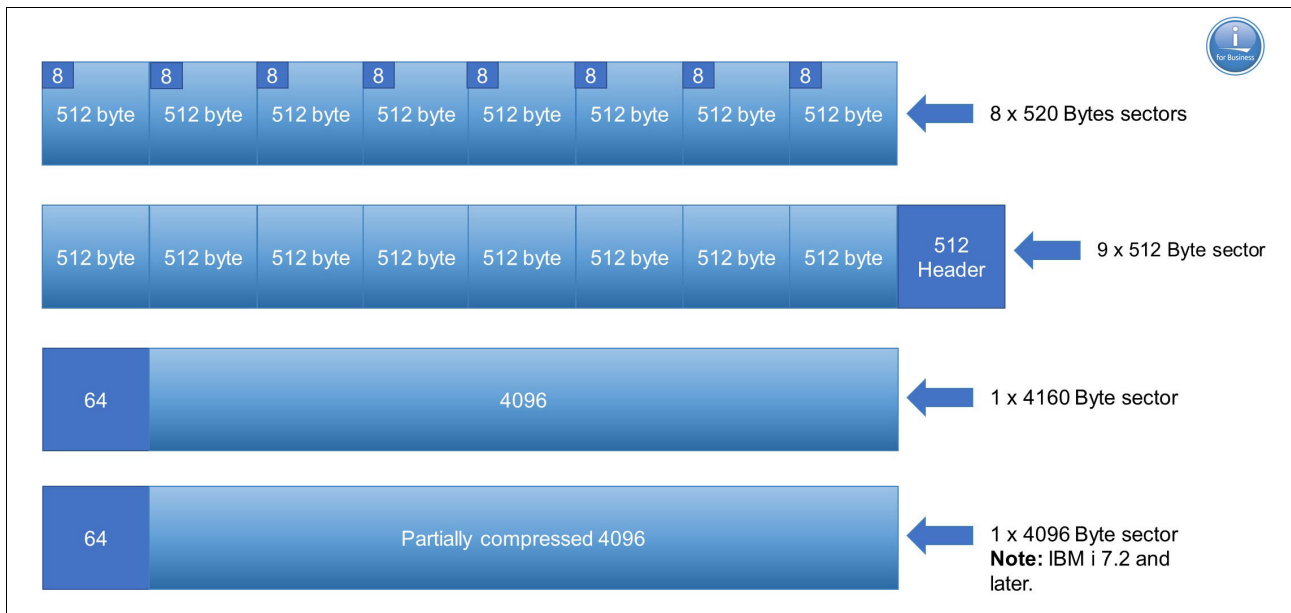 i
for Business
8 8 8 8 8 8 8 8
512 byte 512 byte 512 byte 512 byte 512 byte 512 byte 512 byte 512 byte
8 x 520 Bytes sectors
512 byte 512 byte 512 byte 512 byte 512 byte 512 byte 512 byte 512 byte
512
Header
9 x 512 Byte sector
64
4096
1 x 4160 Byte sector
64
Partially compressed 4096
1 x 4096 Byte sector
Note: IBM i 7.2 and
later.